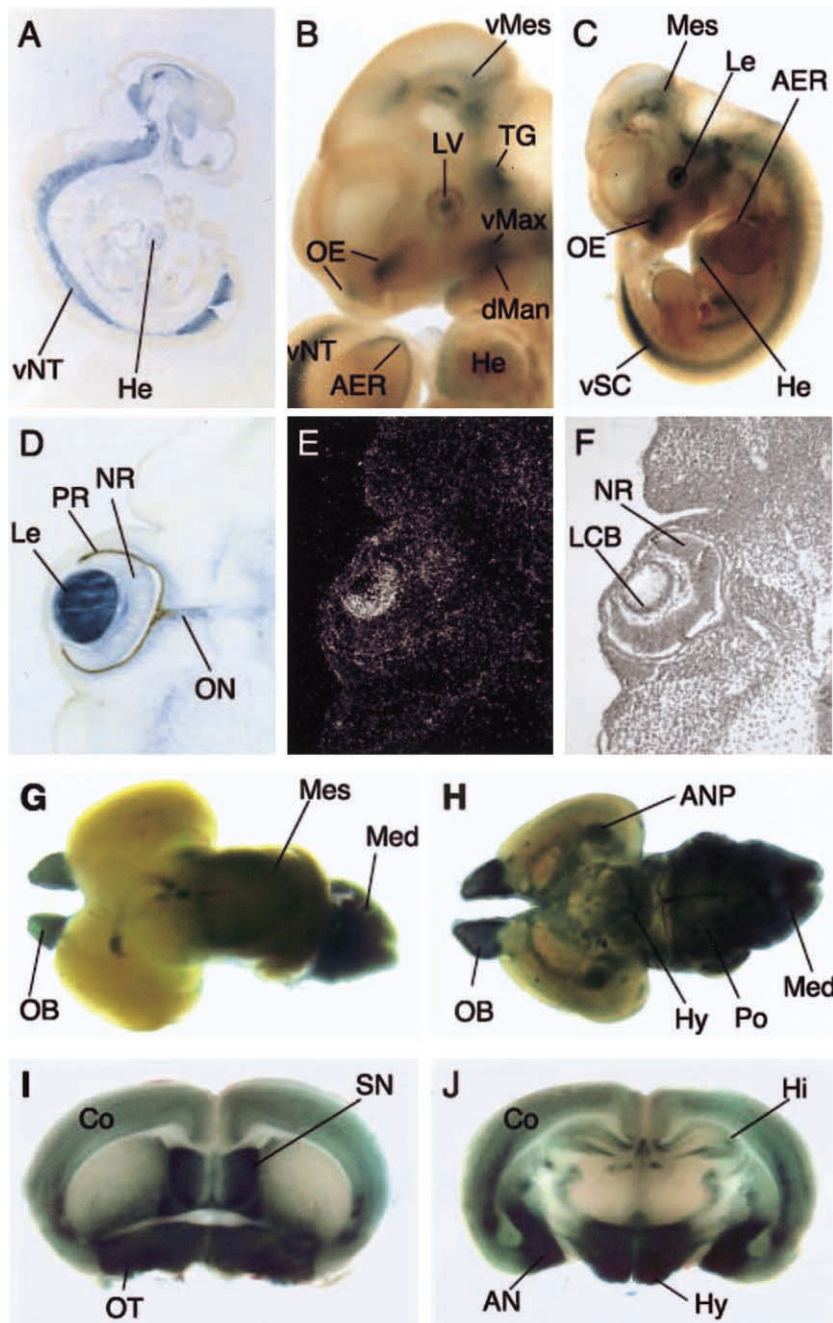 A
vNT
He
B
vMes
LV
TG
OE
vMax
dMan
vNT
AER
He
C
Mes
Le
AER
OE
vSC
He
D
NR
PR
Le
ON
E
F
NR
LCB
G
Mes
Med
OB
H
ANP
OB
Hy
Po
Med
I
SN
Co
OT
J
Co
Hi
AN
Hy